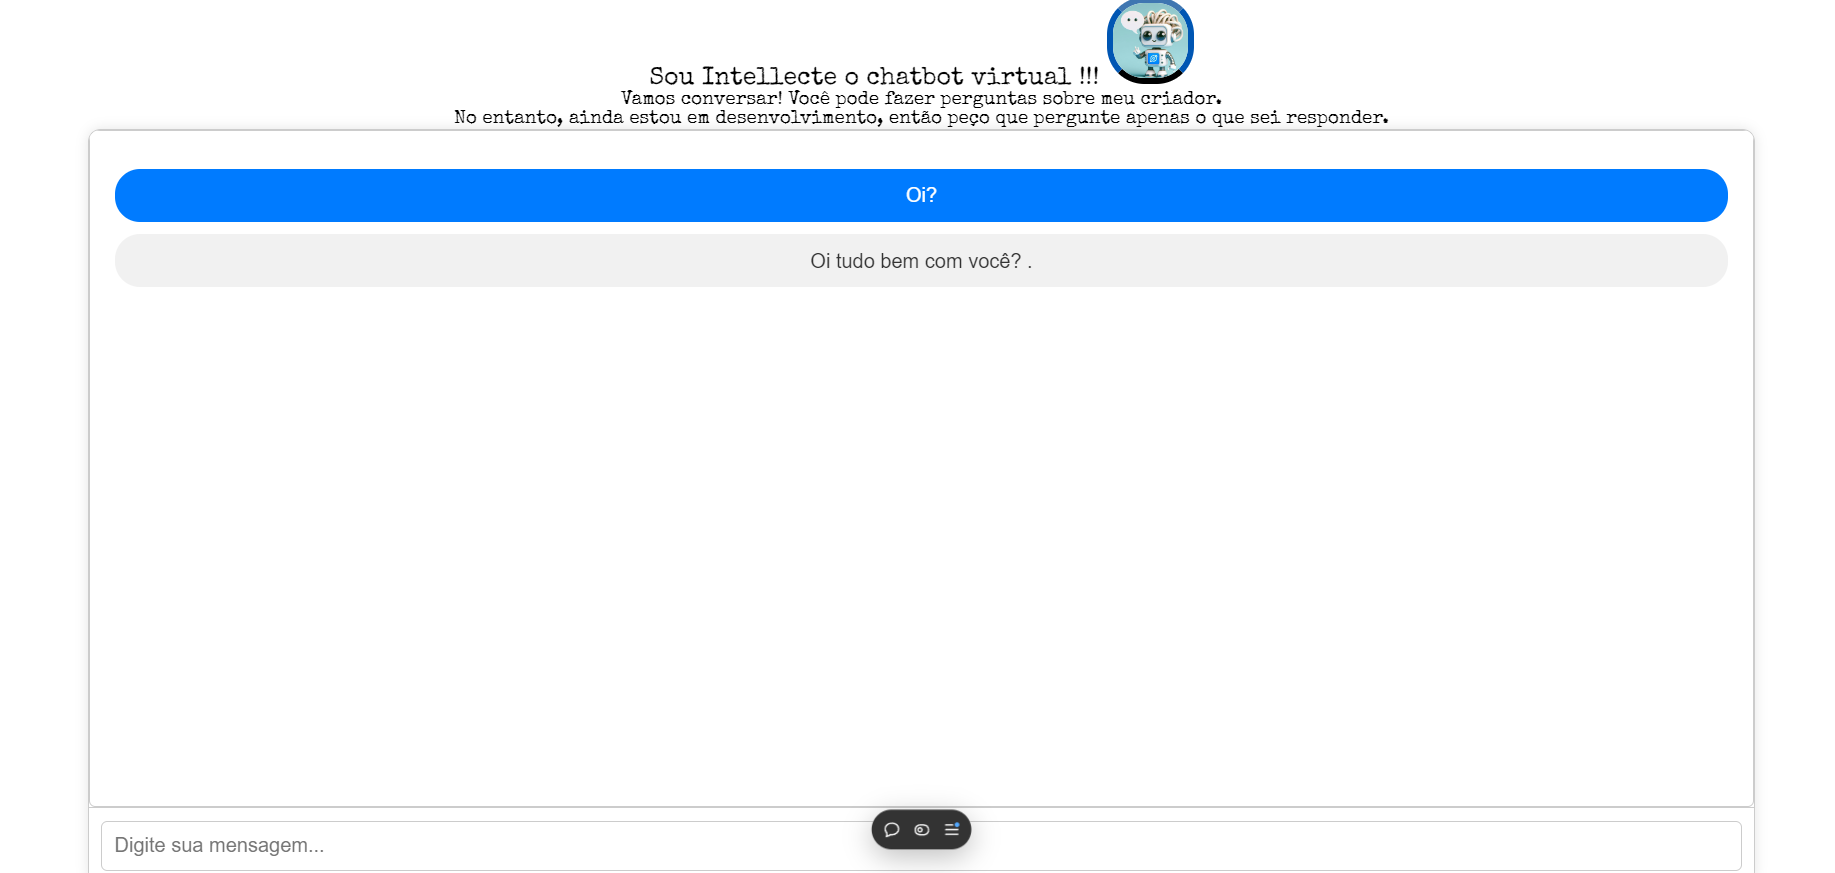 Sou Intellecte o chatbot virtual !!!
Vamos conversar! Você pode fazer perguntas sobre meu criador.
No entanto, ainda estou em desenvolvimento, então peço que pergunte apenas o que sei responder.
Oi?
Oi tudo bem com você? .
Digite sua mensagem...